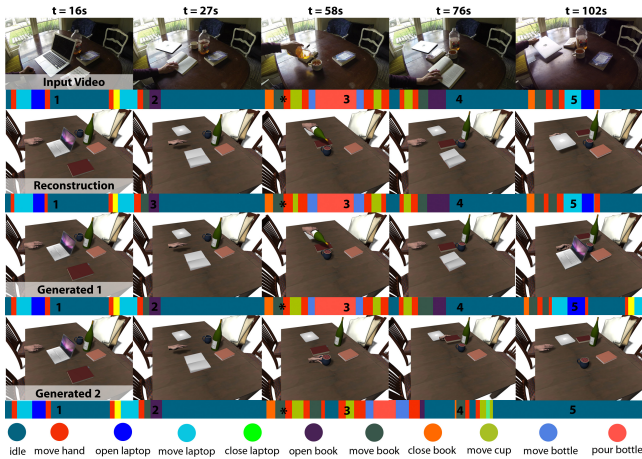 t = 16s t = 27s t = 58s t = 76s t = 102s
Input Video
1 2 * 3 4 5
Reconstruction
1 3 * 3 4 5
Generated 1
1 2 * 3 4 5
Generated 2
1 2 * 3 4 5
idle move hand open laptop move laptop close laptop open book move book close book move cup move bottle pour bottle